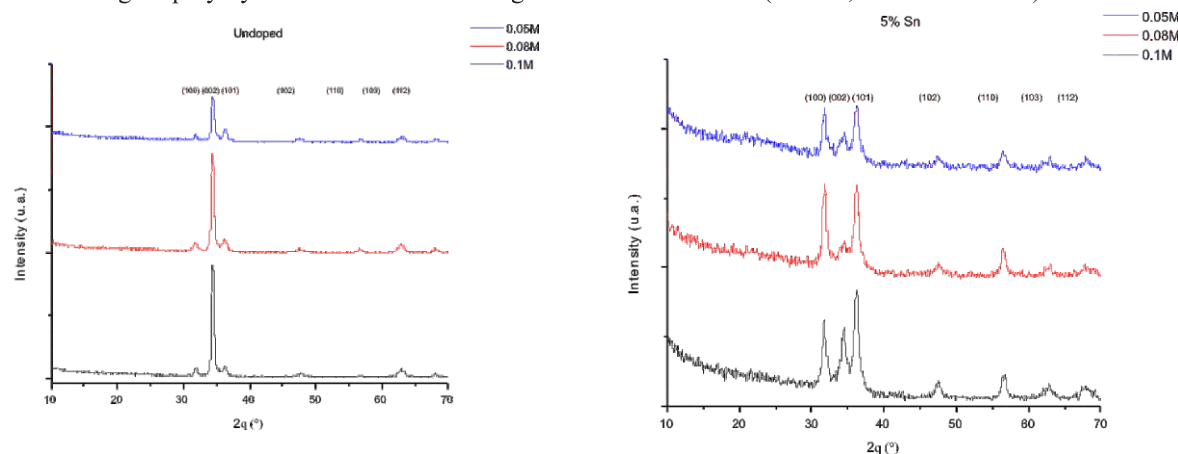 Undoped
0.05M
0.08M
0.1M
(100) (002) (101) (102) (110) (103) (112)
Intensity (u. a.)
10 20 30 40 50 60 70
2q (°)
5% Sn
0.05M
0.08M
0.1M
(100) (002) (101) (102) (110) (103) (112)
Intensity (u.a.)
10 20 30 40 50 60 70
2q (°)